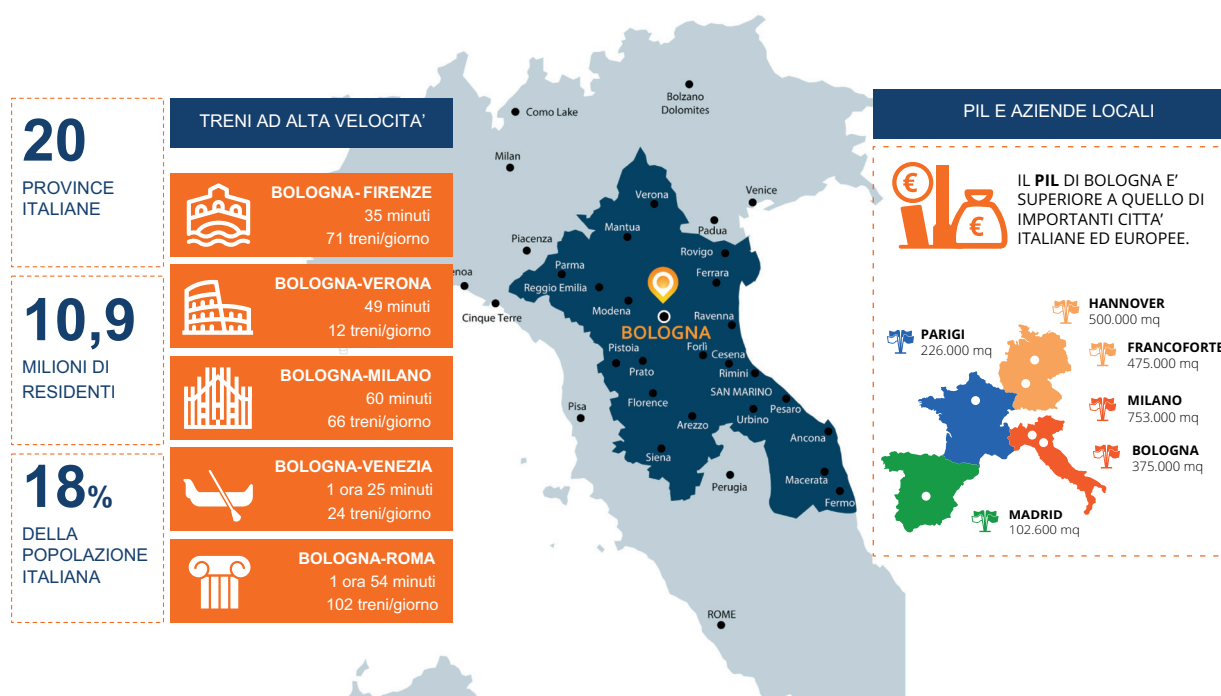 20
PROVINCE
ITALIANE
10,9
MILIONI DI
RESIDENTI
18%
DELLA
POPOLAZIONE
ITALIANA
TRENI AD ALTA VELOCITA'
BOLOGNA - FIRENZE
35 minuti
71 treni/giorno
BOLOGNA-VERONA
49 minuti
12 treni/giorno
BOLOGNA-MILANO
60 minuti
66 treni/giorno
BOLOGNA-VENEZIA
1 ora 25 minuti
24 treni/giorno
BOLOGNA-ROMA
1 ora 54 minuti
102 treni/giorno
Bolzano
Dolomites
Como Lake
Milan
Verona
Venice
Mantua
Padua
Piacenza
Rovigo
Parma
Ferrara
enoa
Reggio Emilia
Modena
Cinque Terre
Ravenna
BOLOGNA
Pistoia
Forlì
Cesena
Prato
Rimini
SAN MARINO
Florence
Pisa
Pesaro
Arezzo
Urbino
Ancona
Siena
Perugia
Macerata
Fermo
ROME
PIL E AZIENDE LOCALI
€
€
IL PIL DI BOLOGNA E'
SUPERIORE A QUELLO DI
IMPORTANTI CITTA'
ITALIANE ED EUROPEE.
HANNOVER
500.000 mq
PARIGI
226.000 mq
FRANCOFORTE
475.000 mq
MILANO
753.000 mq
BOLOGNA
375.000 mq
MADRID
102.600 mq